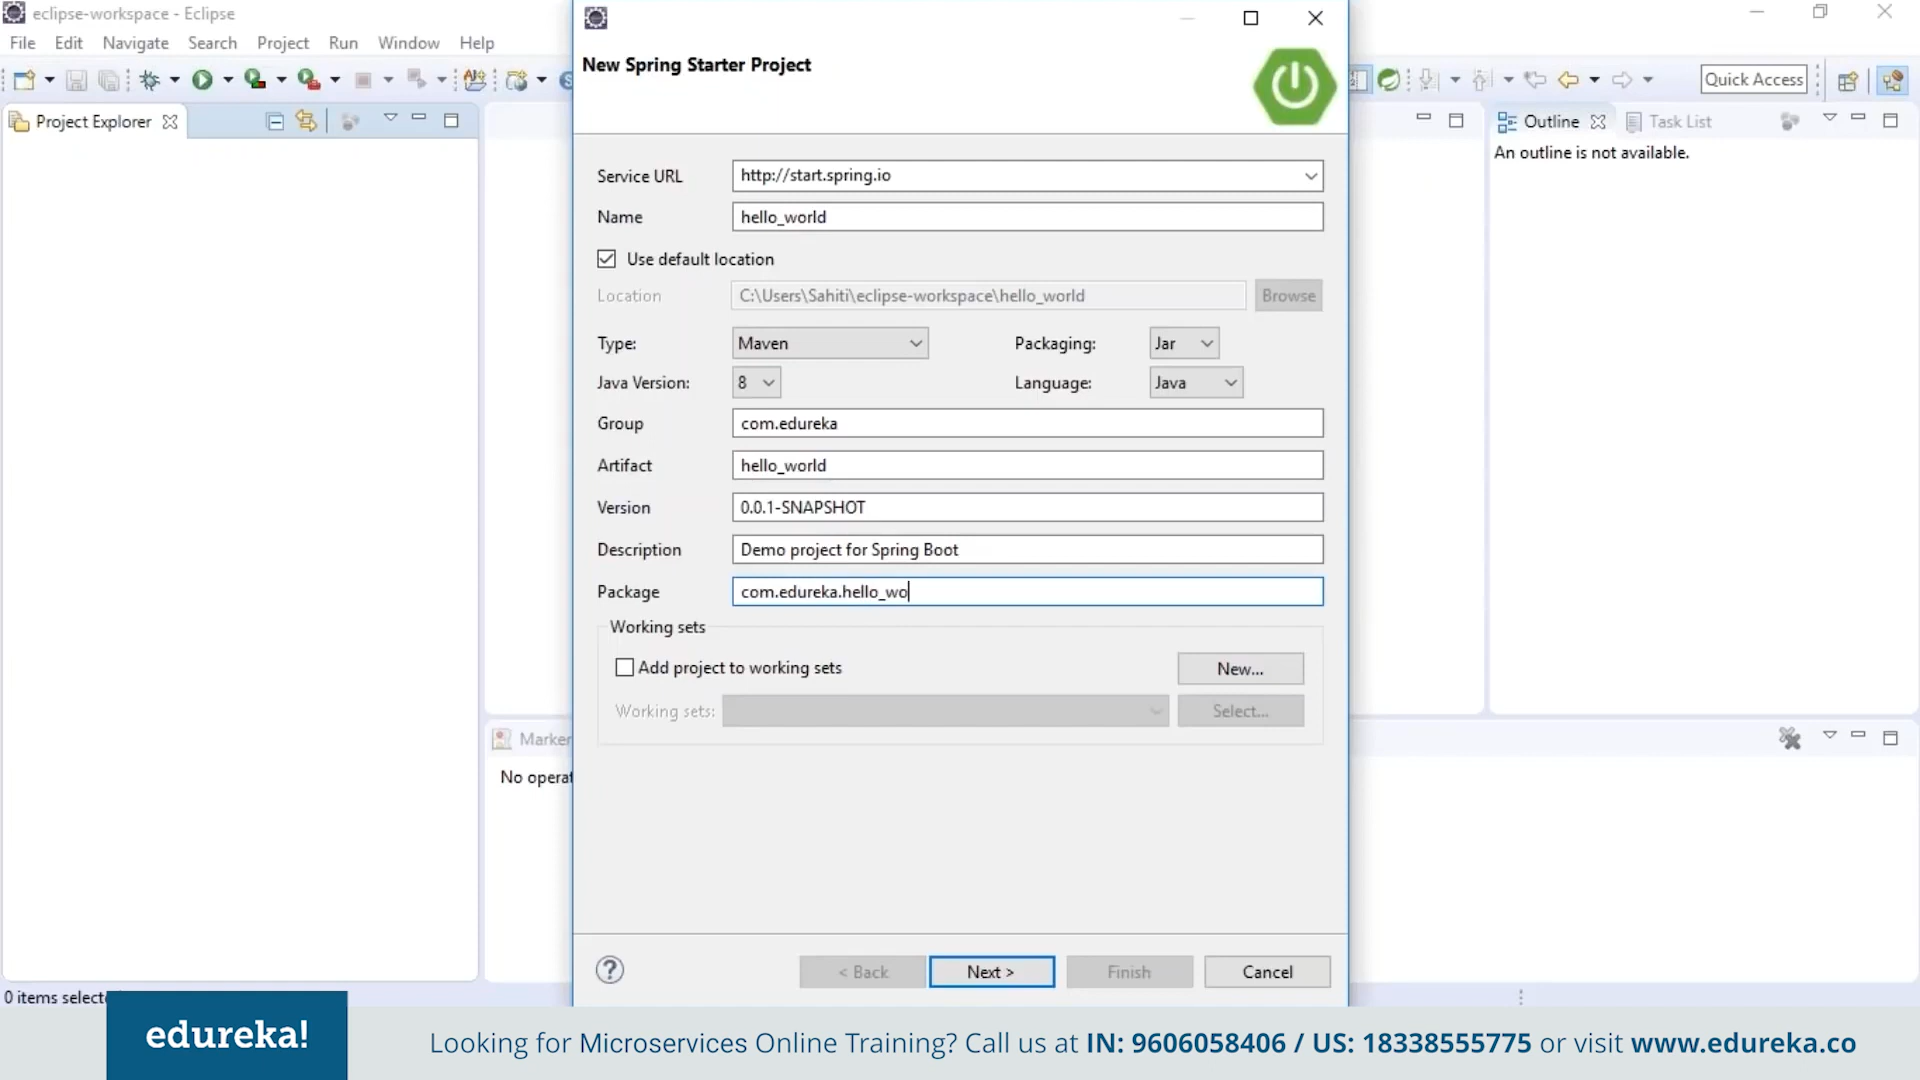 eclipse-workspace - Eclipse
File Edit Navigate Search Project Run Window Help
Quick Access
Project Explorer
Outline Task List
An outline is not available.
New Spring Starter Project
Service URL http://start.spring.io
Name hello_world
Use default location
Location C:\Users\Sahiti\eclipse-workspace\hello_world Browse
Type: Maven Packaging: Jar
Java Version: 8 Language: Java
Group com.edureka
Artifact hello_world
Version 0.0.1-SNAPSHOT
Description Demo project for Spring Boot
Package com.edureka.hello_wo
Working sets
Add project to working sets New...
Working sets: Select...
Marker
No operat
? < Back Next > Finish Cancel
0 items selecte
edureka!
Looking for Microservices Online Training? Call us at IN: 9606058406 / US: 18338555775 or visit www.edureka.co